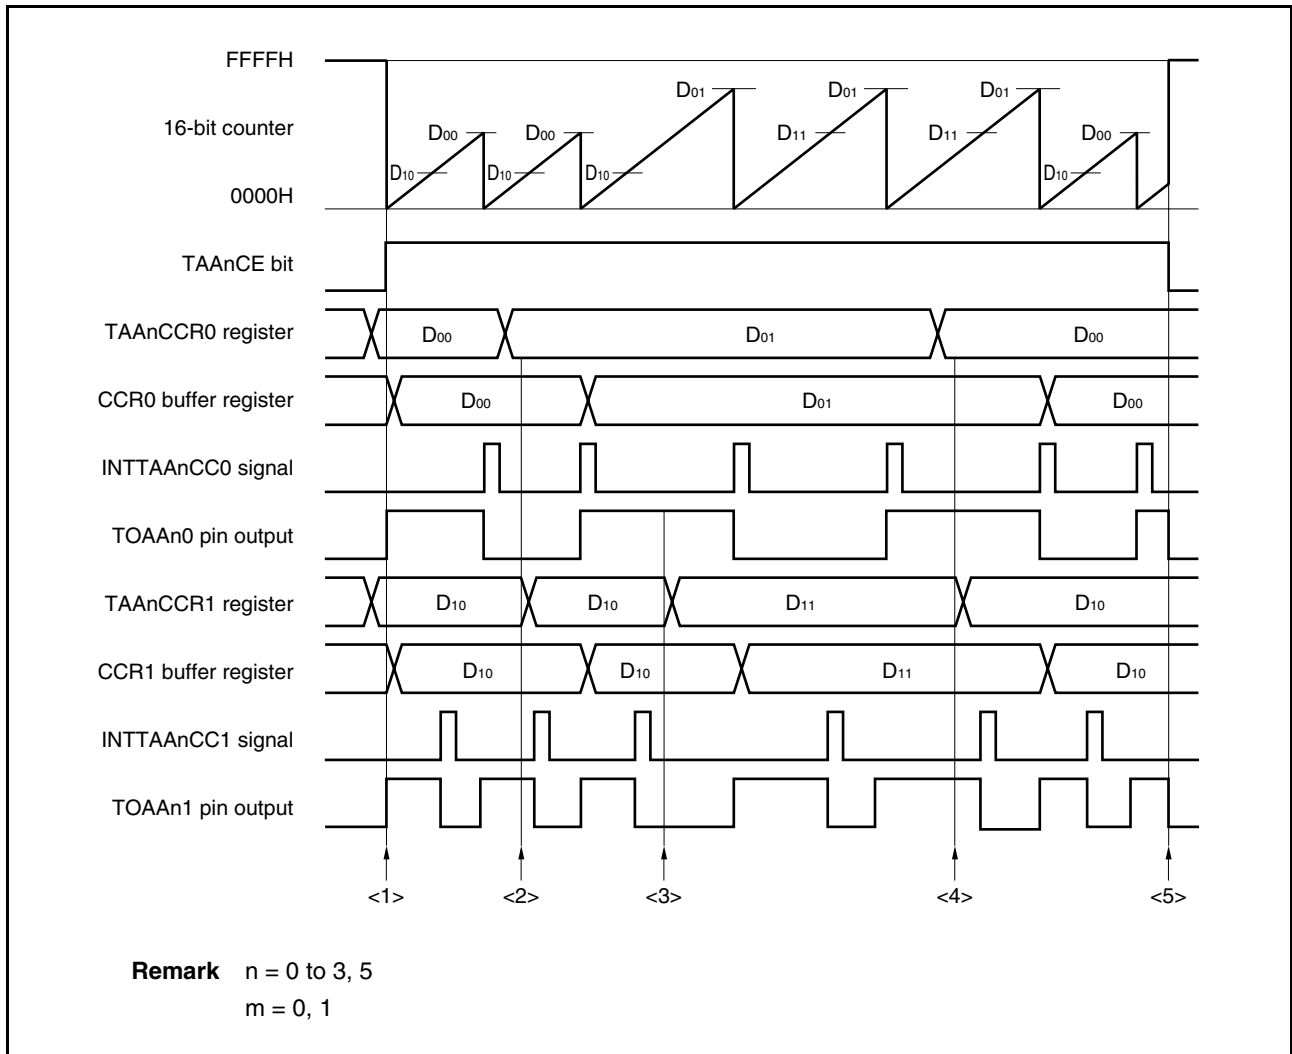 FFFFH
D01 D01 D01
16-bit counter D00 D00 D11 D11 D00
D10 D10 D10 D10
0000H
TAAnCE bit
TAAnCCR0 register D00 D01 D00
CCR0 buffer register D00 D01 D00
INTTAAnCC0 signal
TOAAn0 pin output
TAAnCCR1 register D10 D10 D11 D10
CCR1 buffer register D10 D10 D11 D10
INTTAAnCC1 signal
TOAAn1 pin output
<1> <2> <3> <4> <5>
Remark n = 0 to 3, 5
m = 0, 1